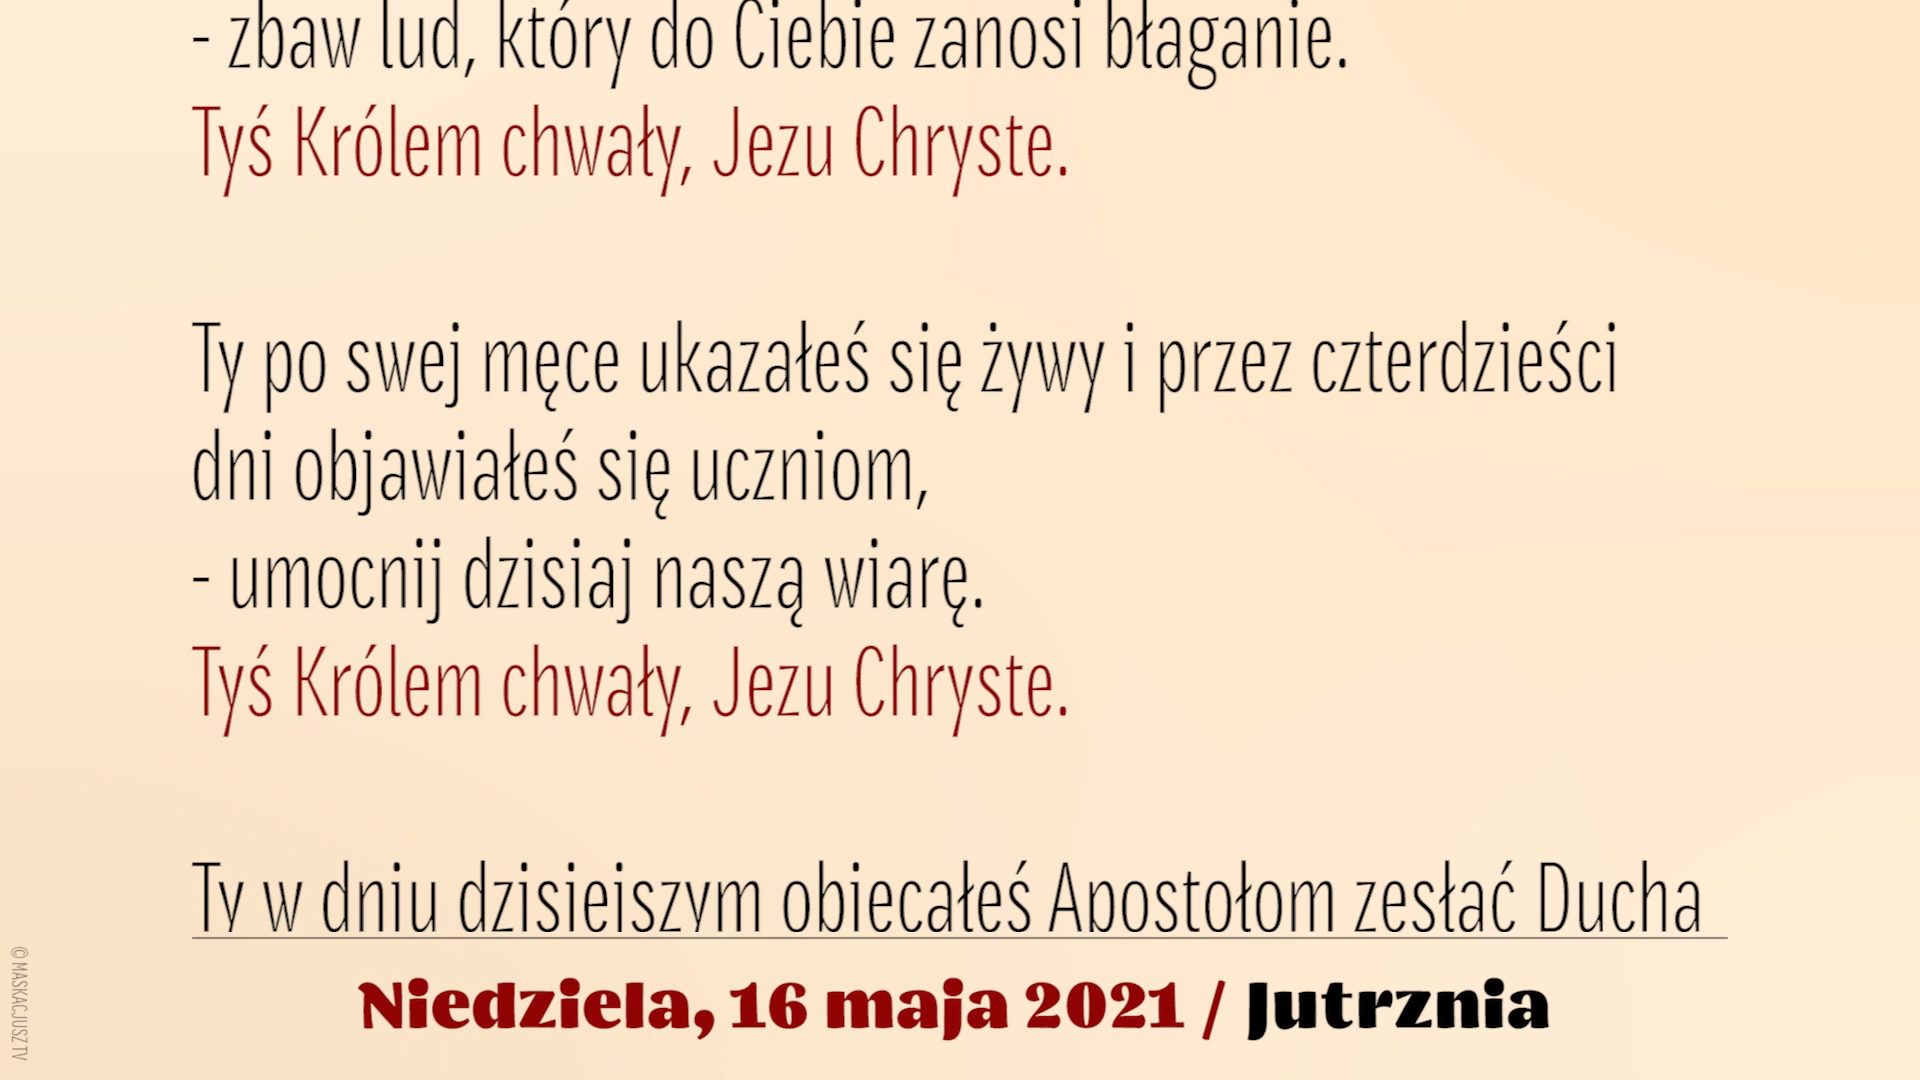 - zbaw lud, który do Ciebie zanosi błaganie.
Tyś Królem chwały, Jezu Chryste.
Ty po swej męce ukazałeś się żywy i przez czterdzieści
dni objawiałeś się uczniom,
- umocnij dzisiaj naszą wiarę.
Tyś Królem chwały, Jezu Chryste.
Ty w dniu dzisiejszym obiecałeś Apostołom zesłać Ducha
Niedziela, 16 maja 2021 / Jutrznia
© MASKACJUSZ TV